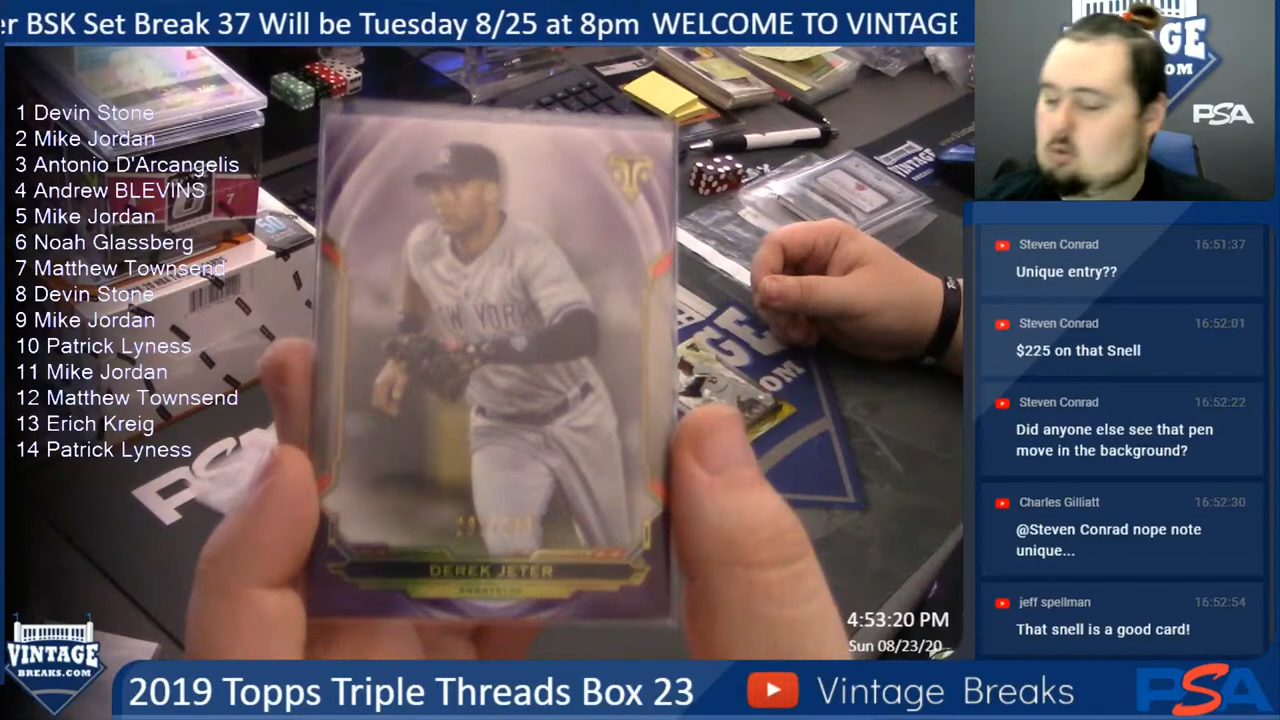 er BSK Set Break 37 Will be Tuesday 8/25 at 8pm WELCOME TO VINTAGE
1 Devin Stone
2 Mike Jordan
3 Antonio D'Arcangelis
4 Andrew BLEVINS
5 Mike Jordan
6 Noah Glassberg
7 Matthew Townsend
8 Devin Stone
9 Mike Jordan
10 Patrick Lyness
11 Mike Jordan
12 Matthew Townsend
13 Erich Kreig
14 Patrick Lyness
NEW YORK
DEREK JETER
PSA
Steven Conrad 16:51:37
Unique entry??
Steven Conrad 16:52:01
$225 on that Snell
Steven Conrad 16:52:22
Did anyone else see that pen
move in the background?
Charles Gilliatt 16:52:30
@Steven Conrad nope note
unique...
jeff spellman 16:52:54
That snell is a good card!
4:53:20 PM
Sun 08/23/20
VINTAGE
BREAKS.COM
2019 Topps Triple Threads Box 23
Vintage Breaks
PSA